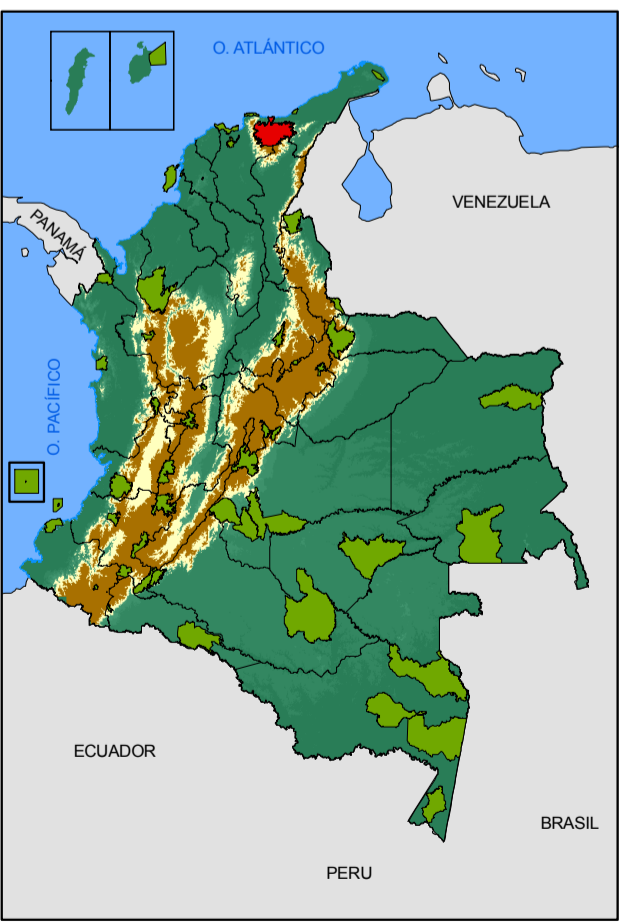 O. ATLÁNTICO
VENEZUELA
PANAMÁ
O. PACÍFICO
ECUADOR
BRASIL
PERU